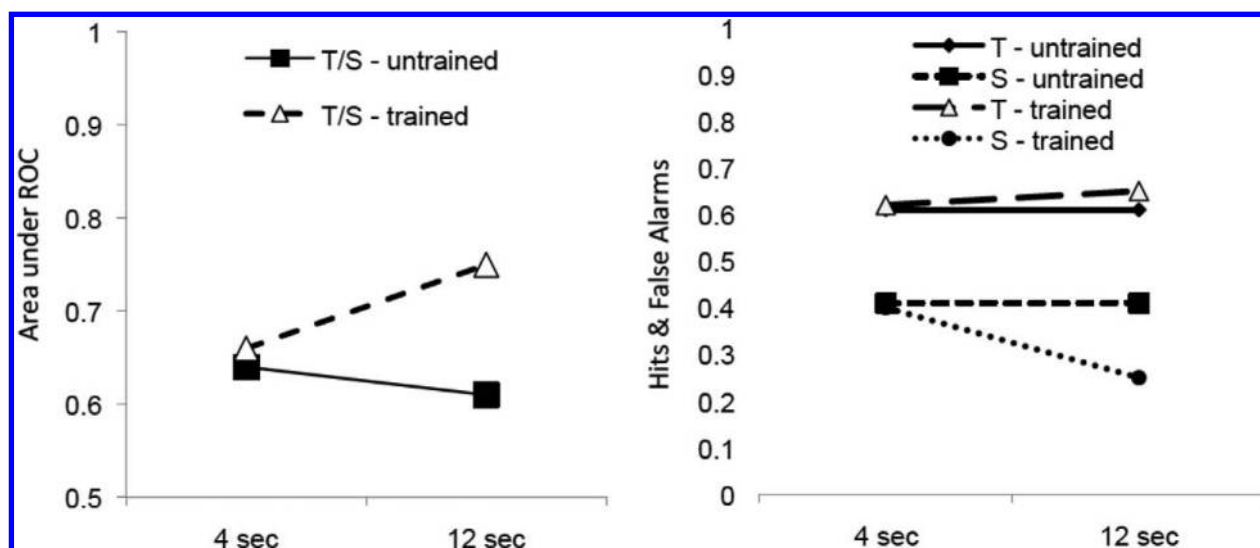 1
0.9
0.8
0.7
0.6
0.5
Area under ROC
T/S - untrained
T/S - trained
4 sec
12 sec
1
0.9
0.8
0.7
0.6
0.5
0.4
0.3
0.2
0.1
0
Hits & False Alarms
T - untrained
S - untrained
T - trained
S - trained
4 sec
12 sec